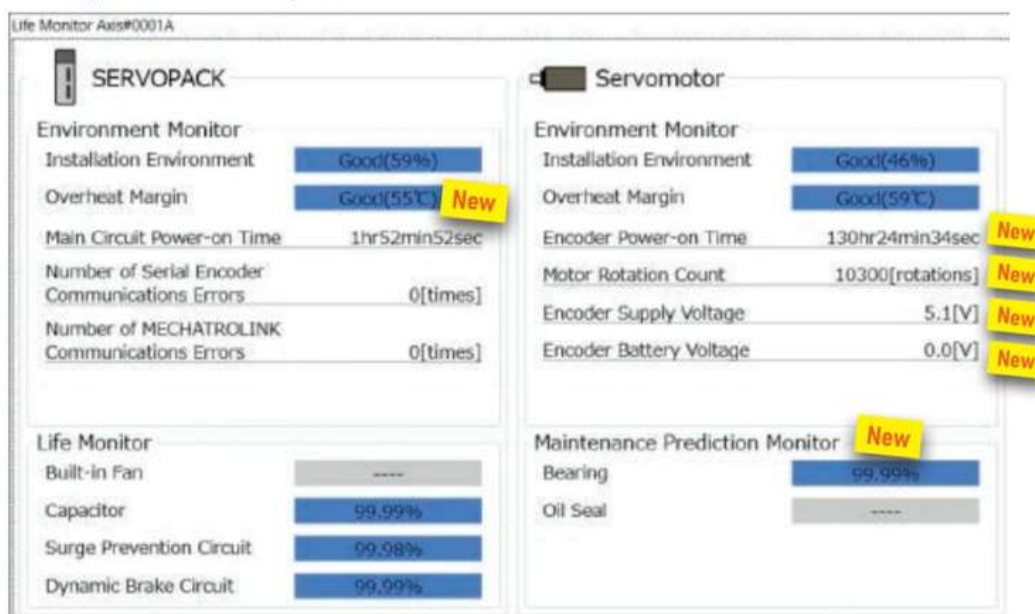 Life Monitor Axis#0001A
SERVOPACK
Environment Monitor
Installation Environment Good(59%)
Overheat Margin Good(55℃) New
Main Circuit Power-on Time 1hr52min52sec
Number of Serial Encoder
Communications Errors 0[times]
Number of MECHATROLINK
Communications Errors 0[times]
Life Monitor
Built-in Fan ----
Capacitor 99.99%
Surge Prevention Circuit 99.98%
Dynamic Brake Circuit 99.99%
Servomotor
Environment Monitor
Installation Environment Good(46%)
Overheat Margin Good(59℃)
Encoder Power-on Time 130hr24min34sec New
Motor Rotation Count 10300[rotations] New
Encoder Supply Voltage 5.1[V] New
Encoder Battery Voltage 0.0[V] New
Maintenance Prediction Monitor New
Bearing 99.99%
Oil Seal ----